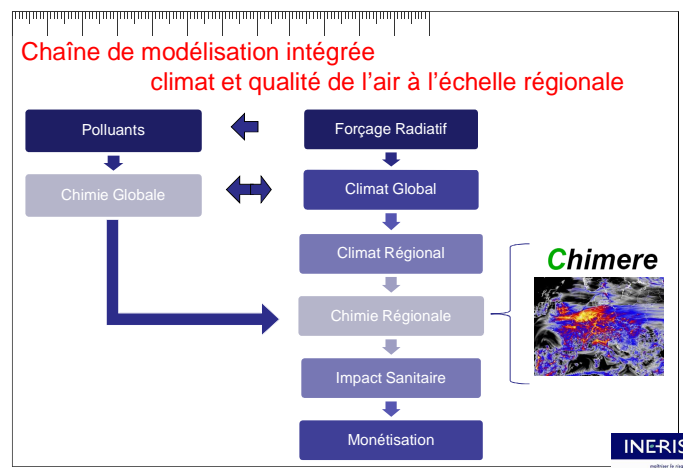 Chaîne de modélisation intégrée
climat et qualité de l'air à l'échelle régionale
Polluants
Forçage Radiatif
Chimie Globale
Climat Global
Climat Régional
Chimere
Chimie Régionale
Impact Sanitaire
Monétisation
INERIS